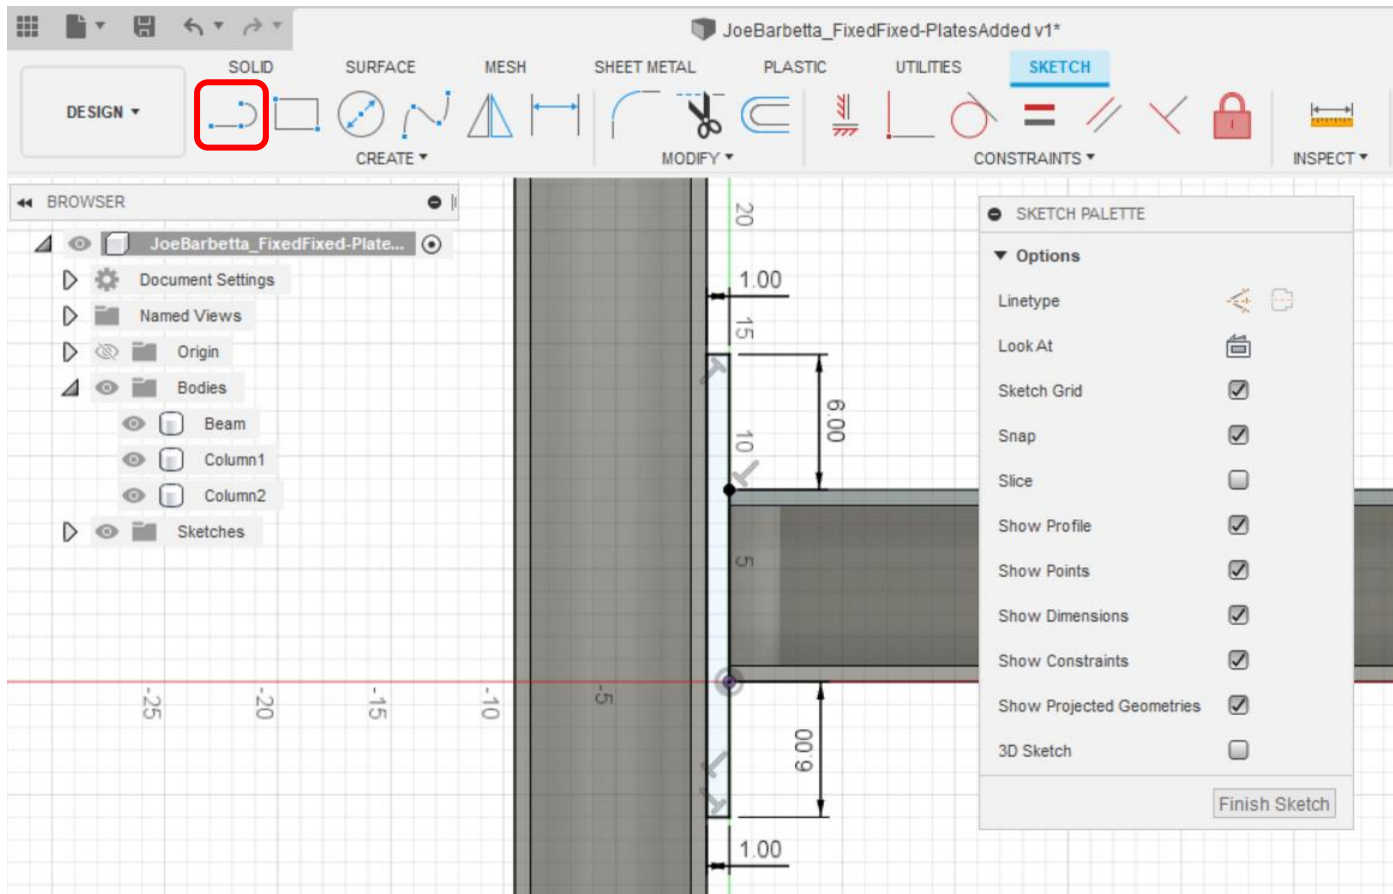 JoeBarbetta_FixedFixed-PlatesAdded v1*
SOLID SURFACE MESH SHEET METAL PLASTIC UTILITIES SKETCH
DESIGN
CREATE MODIFY CONSTRAINTS INSPECT
BROWSER
JoeBarbetta_FixedFixed-Plate...
Document Settings
Named Views
Origin
Bodies
Beam
Column1
Column2
Sketches
20
1.00
15
6.00
10
5
-25
-20
-15
-10
-5
6.00
1.00
SKETCH PALETTE
Options
Linetype
Look At
Sketch Grid
Snap
Slice
Show Profile
Show Points
Show Dimensions
Show Constraints
Show Projected Geometries
3D Sketch
Finish Sketch